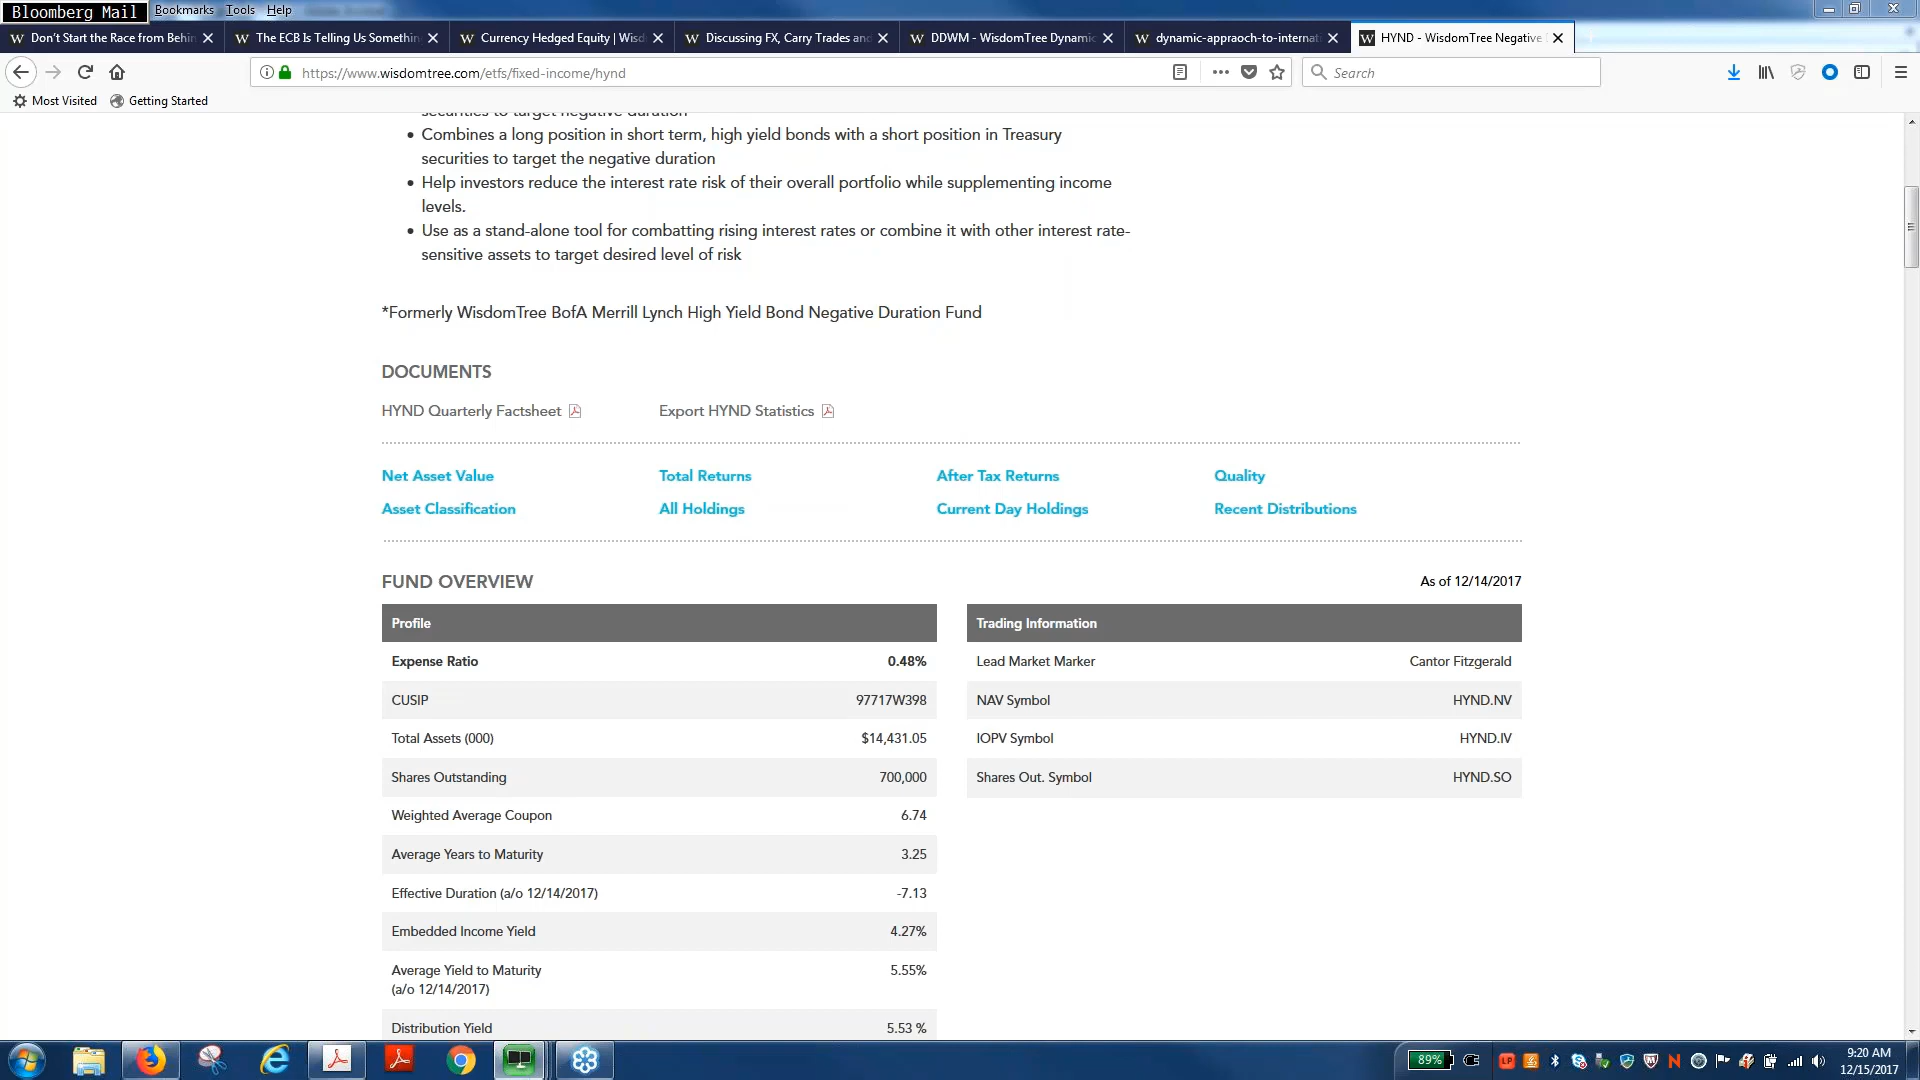 Bloomberg Mail Bookmarks Tools Help
Don't Start the Race from Behin
The ECB Is Telling Us Somethin
Currency Hedged Equity | Wisd
Discussing FX, Carry Trades and
DDWM - WisdomTree Dynamic
dynamic-appraoch-to-internati
HYND - WisdomTree Negative
https://www.wisdomtree.com/etfs/fixed-income/hynd
Search
Most Visited Getting Started
securities to target negative duration
• Combines a long position in short term, high yield bonds with a short position in Treasury
securities to target the negative duration
• Help investors reduce the interest rate risk of their overall portfolio while supplementing income
levels.
• Use as a stand-alone tool for combatting rising interest rates or combine it with other interest rate-
sensitive assets to target desired level of risk
*Formerly WisdomTree BofA Merrill Lynch High Yield Bond Negative Duration Fund
DOCUMENTS
HYND Quarterly Factsheet Export HYND Statistics
Net Asset Value Total Returns After Tax Returns Quality
Asset Classification All Holdings Current Day Holdings Recent Distributions
FUND OVERVIEW As of 12/14/2017
Profile
Expense Ratio 0.48%
CUSIP 97717W398
Total Assets (000) $14,431.05
Shares Outstanding 700,000
Weighted Average Coupon 6.74
Average Years to Maturity 3.25
Effective Duration (a/o 12/14/2017) -7.13
Embedded Income Yield 4.27%
Average Yield to Maturity 5.55%
(a/o 12/14/2017)
Distribution Yield 5.53 %
Trading Information
Lead Market Marker Cantor Fitzgerald
NAV Symbol HYND.NV
IOPV Symbol HYND.IV
Shares Out. Symbol HYND.SO
89%
9:20 AM
12/15/2017